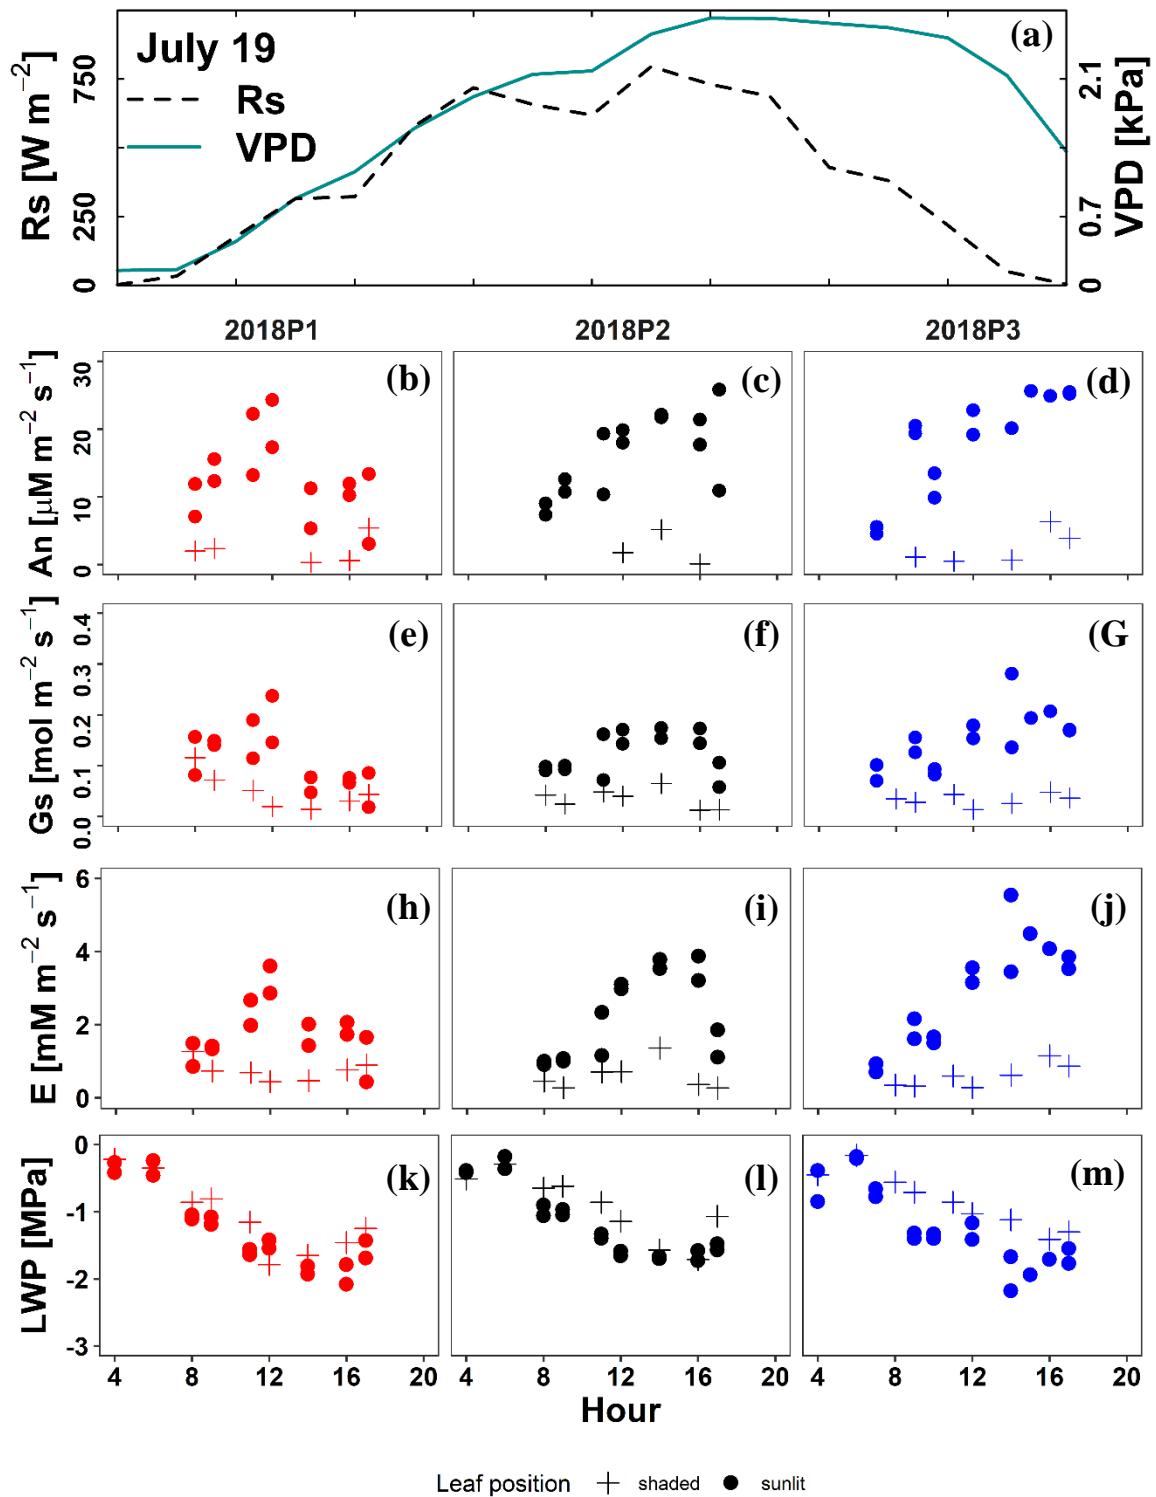 July 19
Rs
VPD
(a)
Rs [W m−2]
0 250 750
VPD [kPa]
0 0.7 2.1
2018P1 2018P2 2018P3
An [μM m−2 s−1]
0 10 20 30
(b) (c) (d)
Gs [mol m−2 s−1]
0.0 0.1 0.2 0.3 0.4
(e) (f) (G
E [mM m−2 s−1]
6
4
2
0
(h) (i) (j)
LWP [MPa]
0
-1
-2
-3
(k) (l) (m)
4 8 12 16 20 4 8 12 16 20 4 8 12 16 20
Hour
Leaf position shaded sunlit